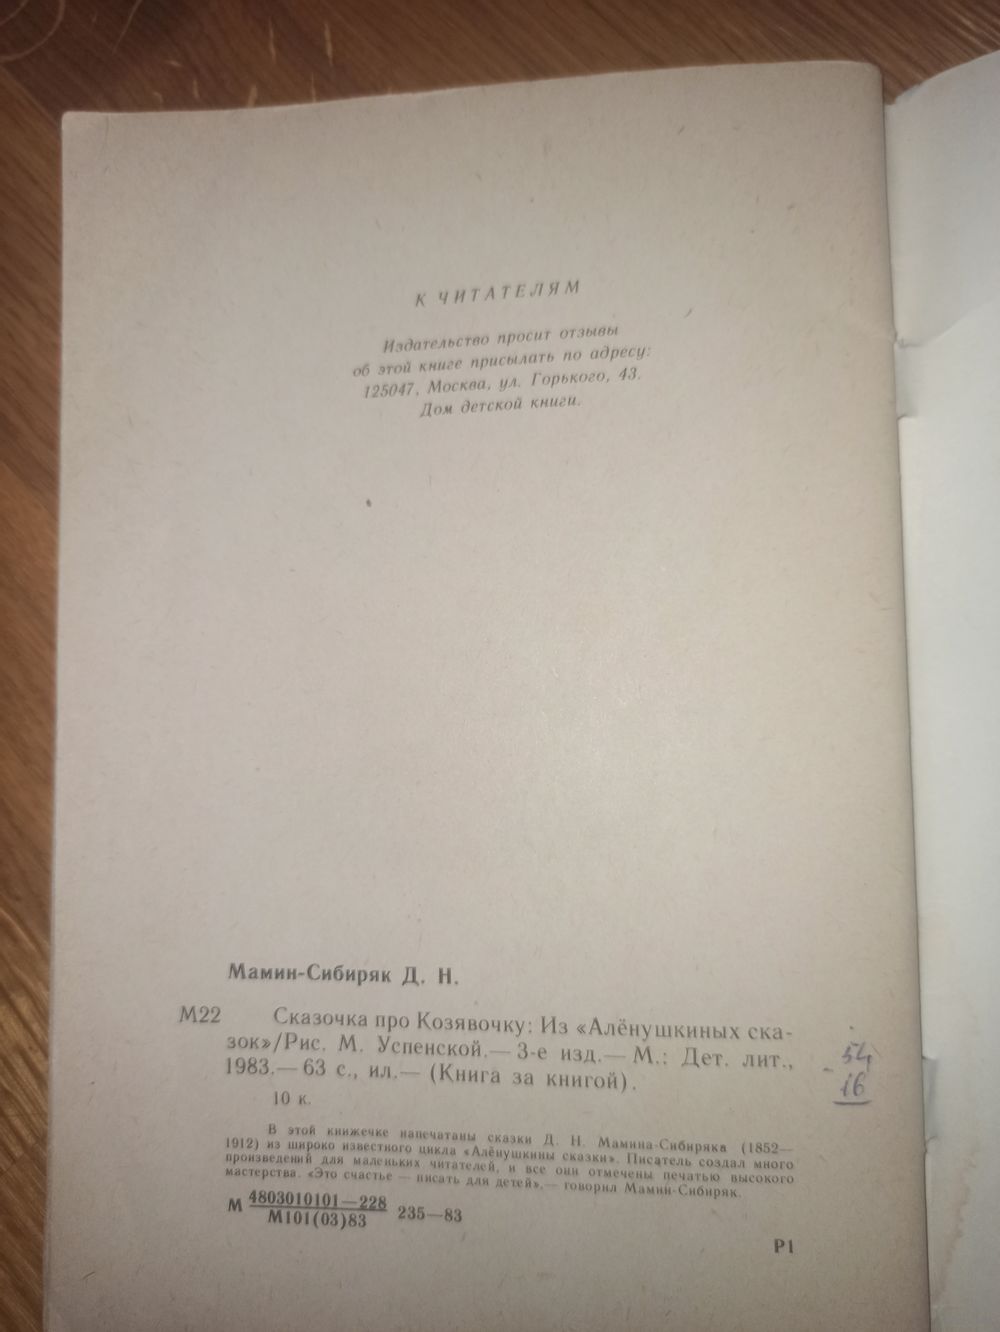 К ЧИТАТЕЛЯМ
Издательство просит отзывы
об этой книге присылать по адресу:
125047, Москва, ул. Горького, 43.
Дом детской книги.
Мамин-Сибиряк Д. Н.
М22 Сказочка про Козявочку: Из «Алёнушкиных ска-
зок»/Рис. М. Успенской.— 3-е изд.— М.: Дет. лит.,
1983.— 63 с., ил.— (Книга за книгой).
10 к.
54
- 16
В этой книжечке напечатаны сказки Д. Н. Мамина-Сибиряка (1852—
1912) из широко известного цикла «Алёнушкины сказки». Писатель создал много
произведений для маленьких читателей, и все они отмечены печатью высокого
мастерства. «Это счастье — писать для детей»,— говорил Мамин-Сибиряк.
М 4803010101—228
М101(03)83 235—83
Р1